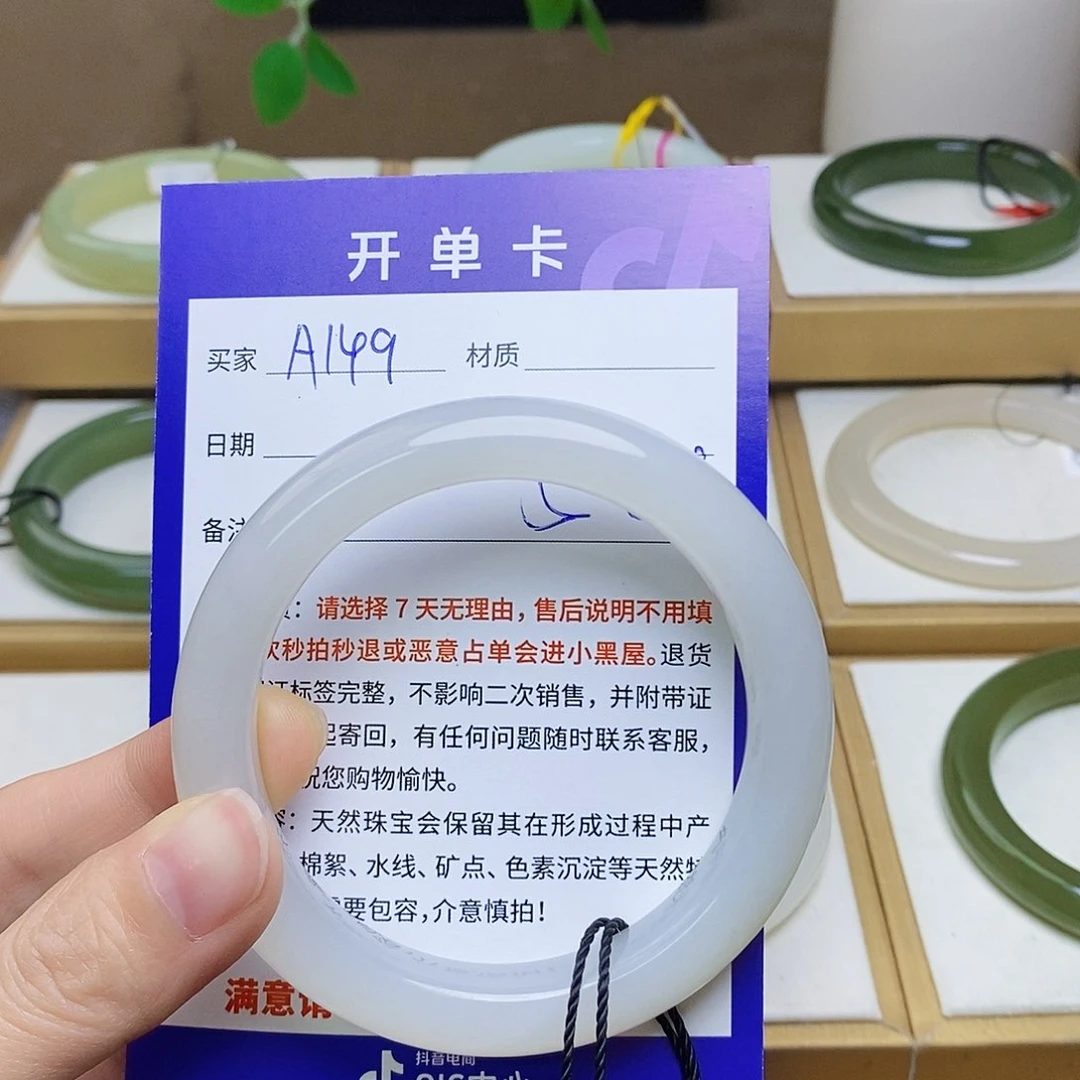 开单卡
买家 A149 材质
日期
备注
：请选择7天无理由，售后说明不用填
秒拍秒退或恶意占单会进小黑屋。退货
标签完整，不影响二次销售，并附带证
起寄回，有任何问题随时联系客服，
祝您购物愉快。
：天然珠宝会保留其在形成过程中产
棉絮、水线、矿点、色素沉淀等天然
需要包容，介意慎拍！
满意请
抖音电商